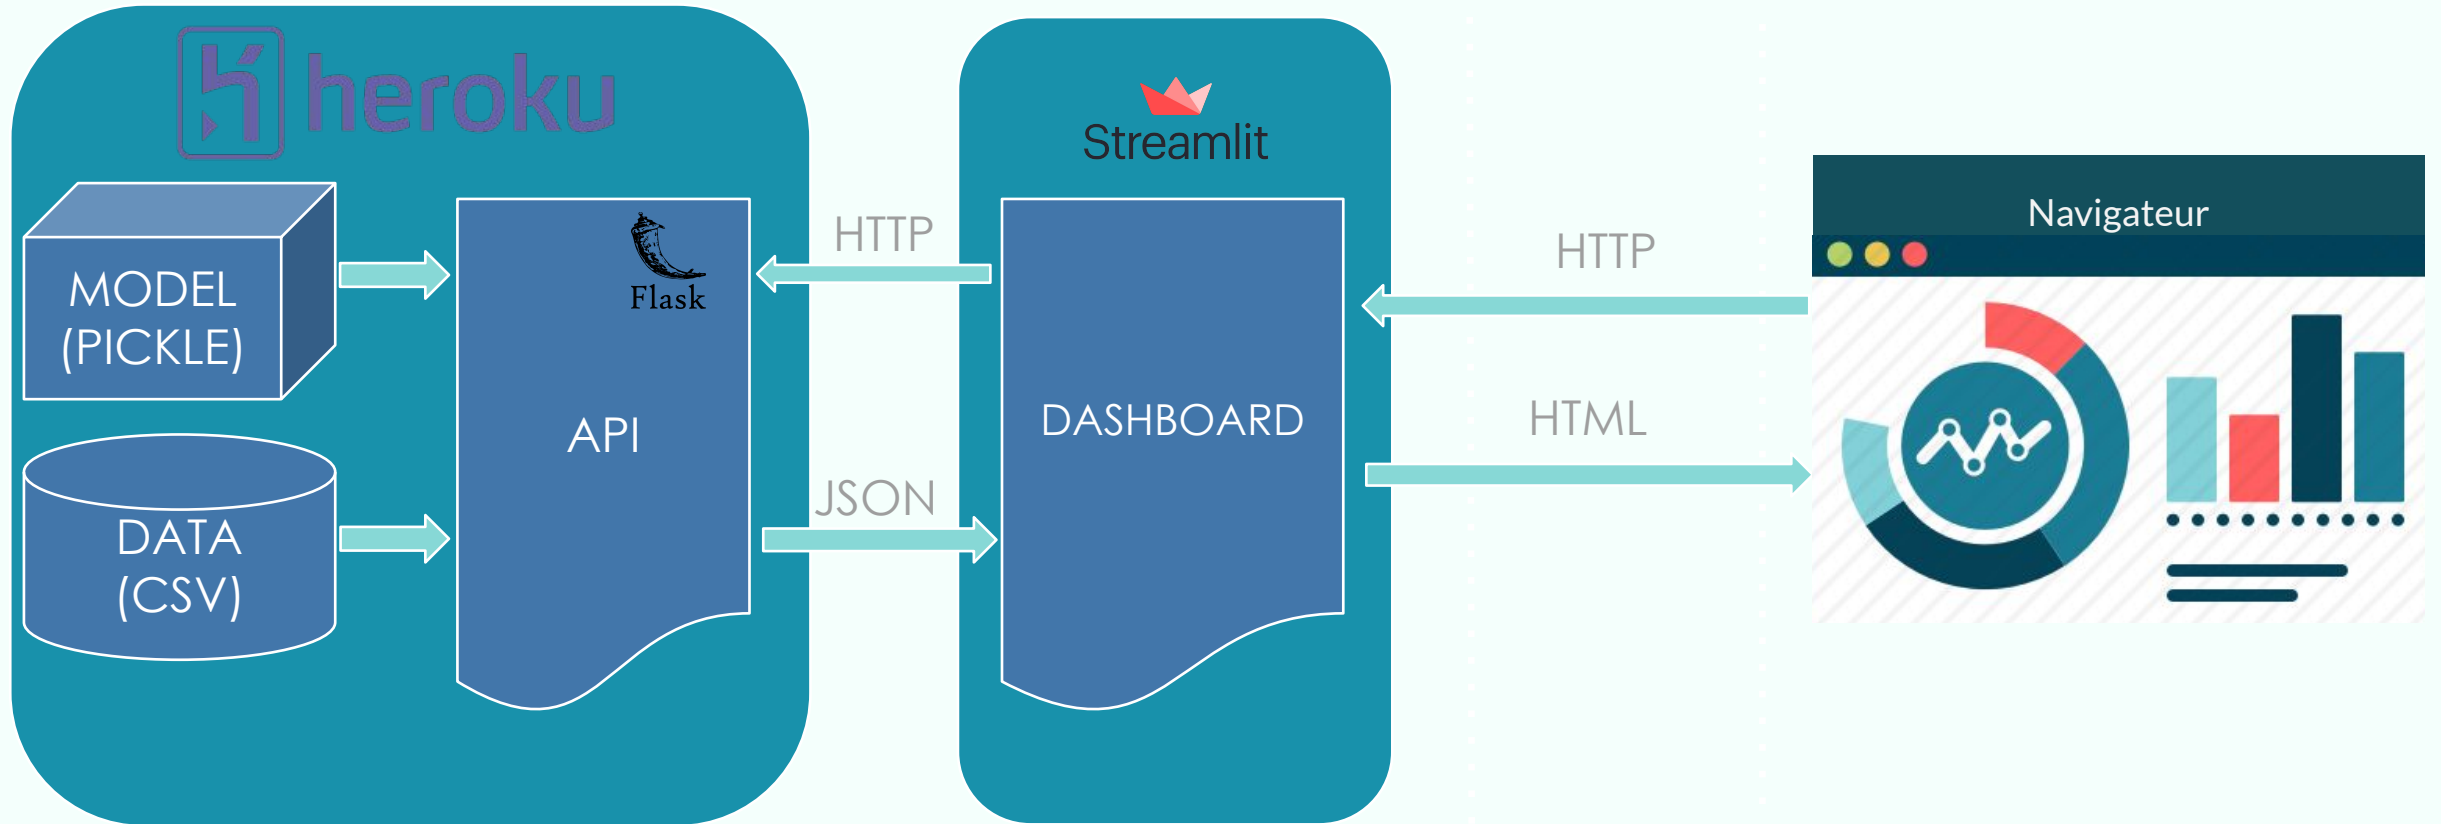 heroku
MODEL
(PICKLE)
DATA
(CSV)
Flask
API
HTTP
JSON
Streamlit
DASHBOARD
HTTP
HTML
Navigateur